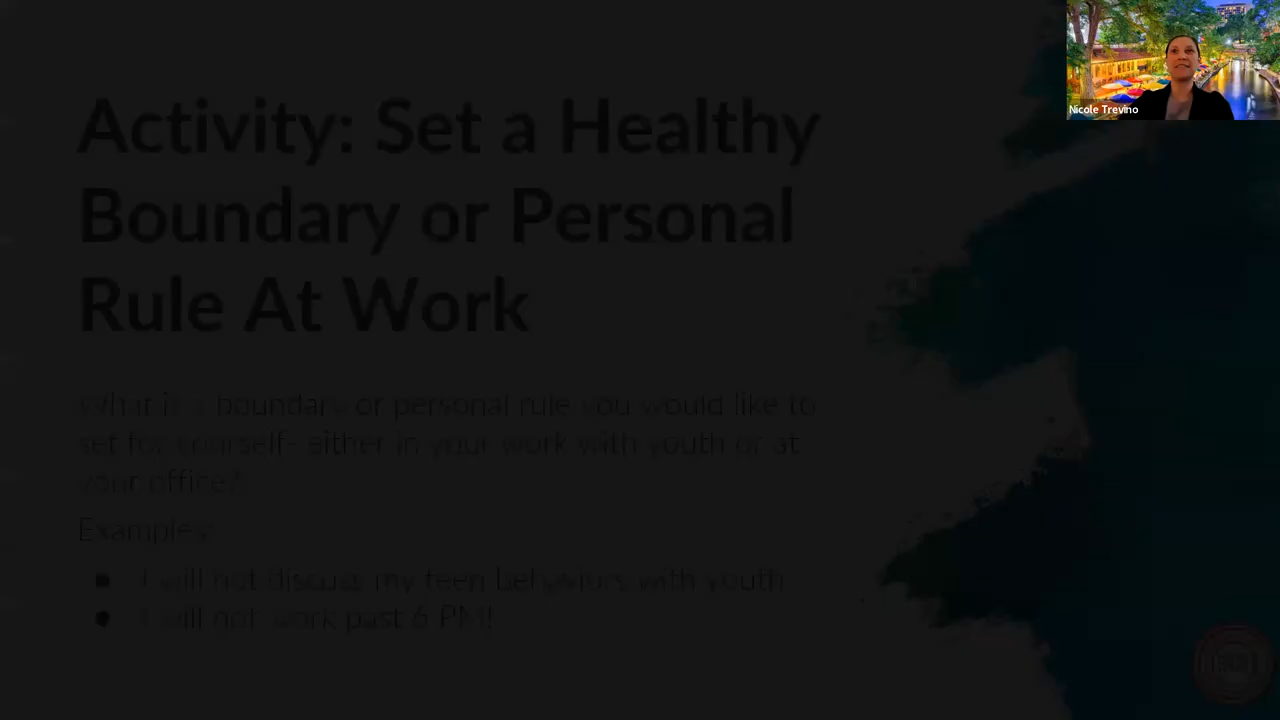 Nicole Trevino
Activity: Set a Healthy
Boundary or Personal
Rule At Work
What is a boundary or personal rule you would like to
set for yourself- either in your work with youth or at
your office?
Examples:
● I will not discuss my teen behaviors with youth
● I will not work past 6 PM!